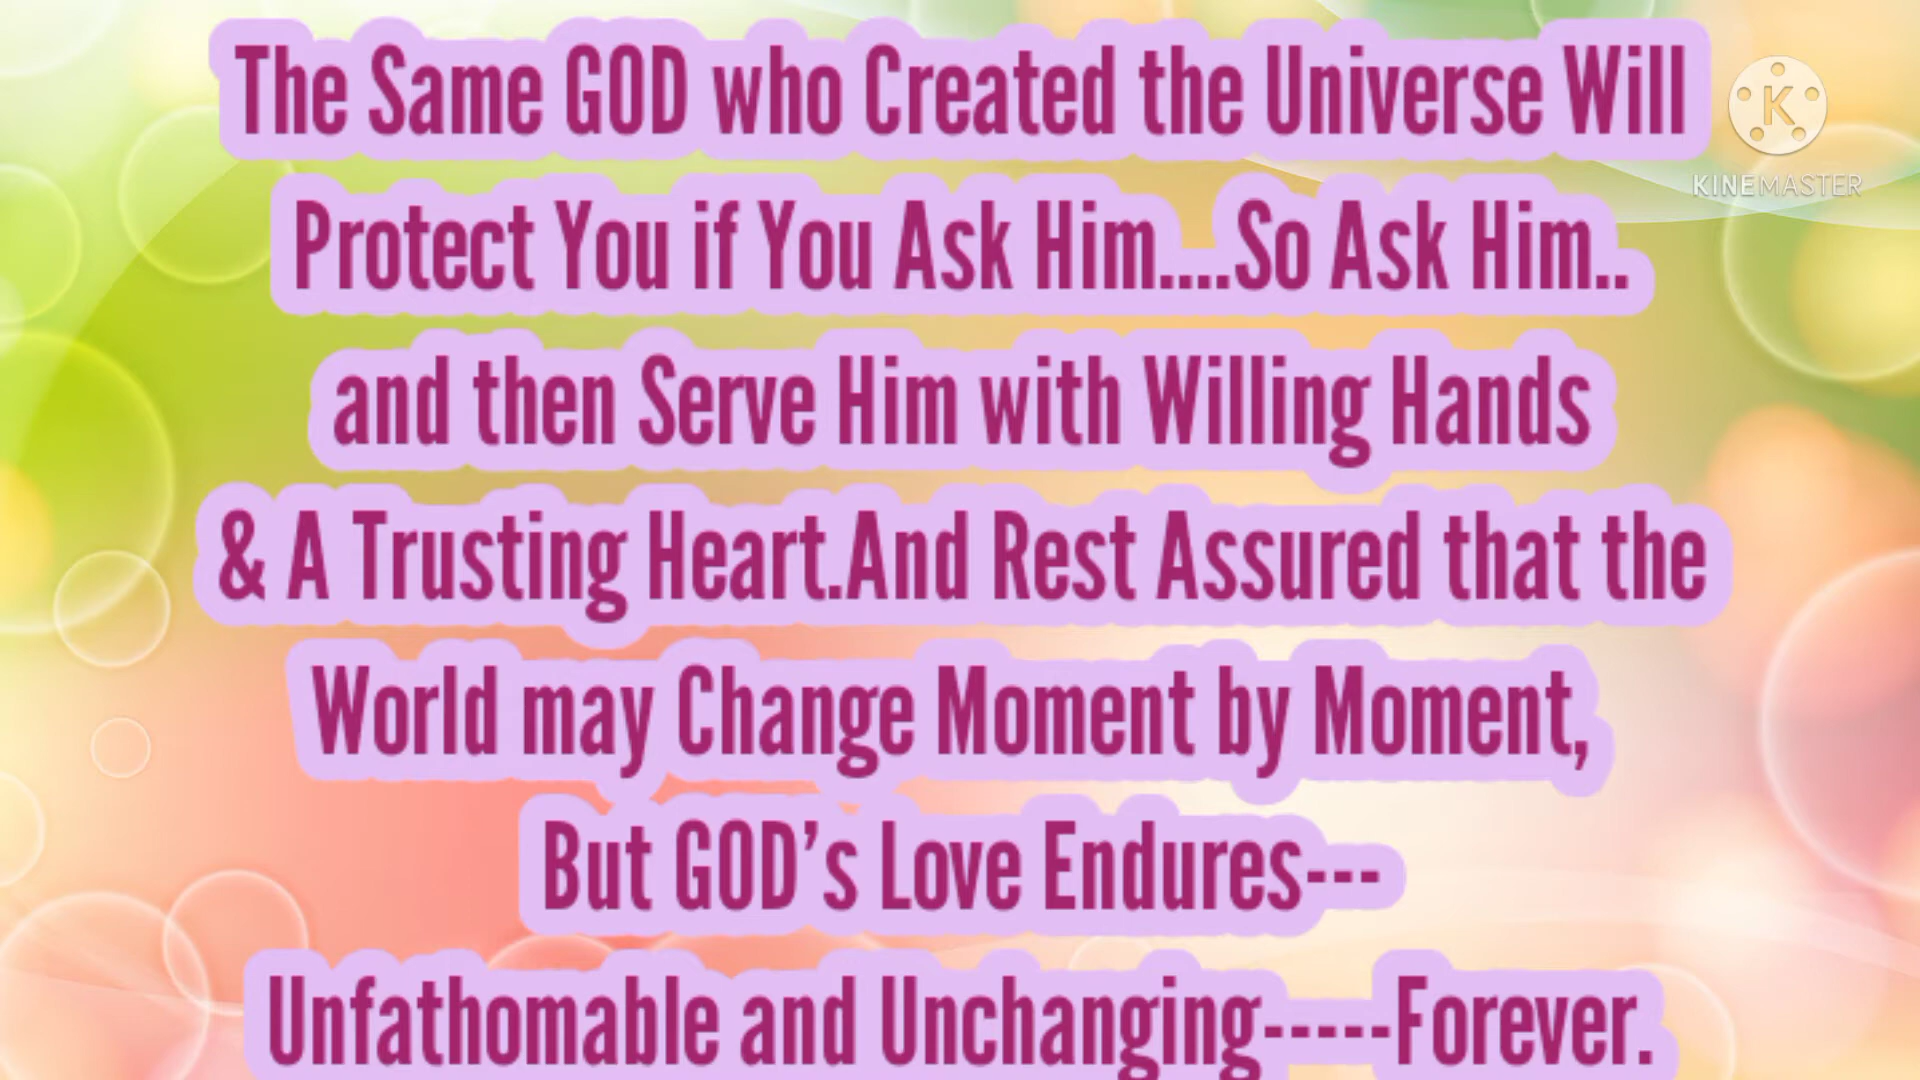 The Same GOD who Created the Universe Will
Protect You if You Ask Him....So Ask Him..
and then Serve Him with Willing Hands
& A Trusting Heart.And Rest Assured that the
World may Change Moment by Moment,
But GOD’s Love Endures---
Unfathomable and Unchanging-----Forever.
K
KINEMASTER